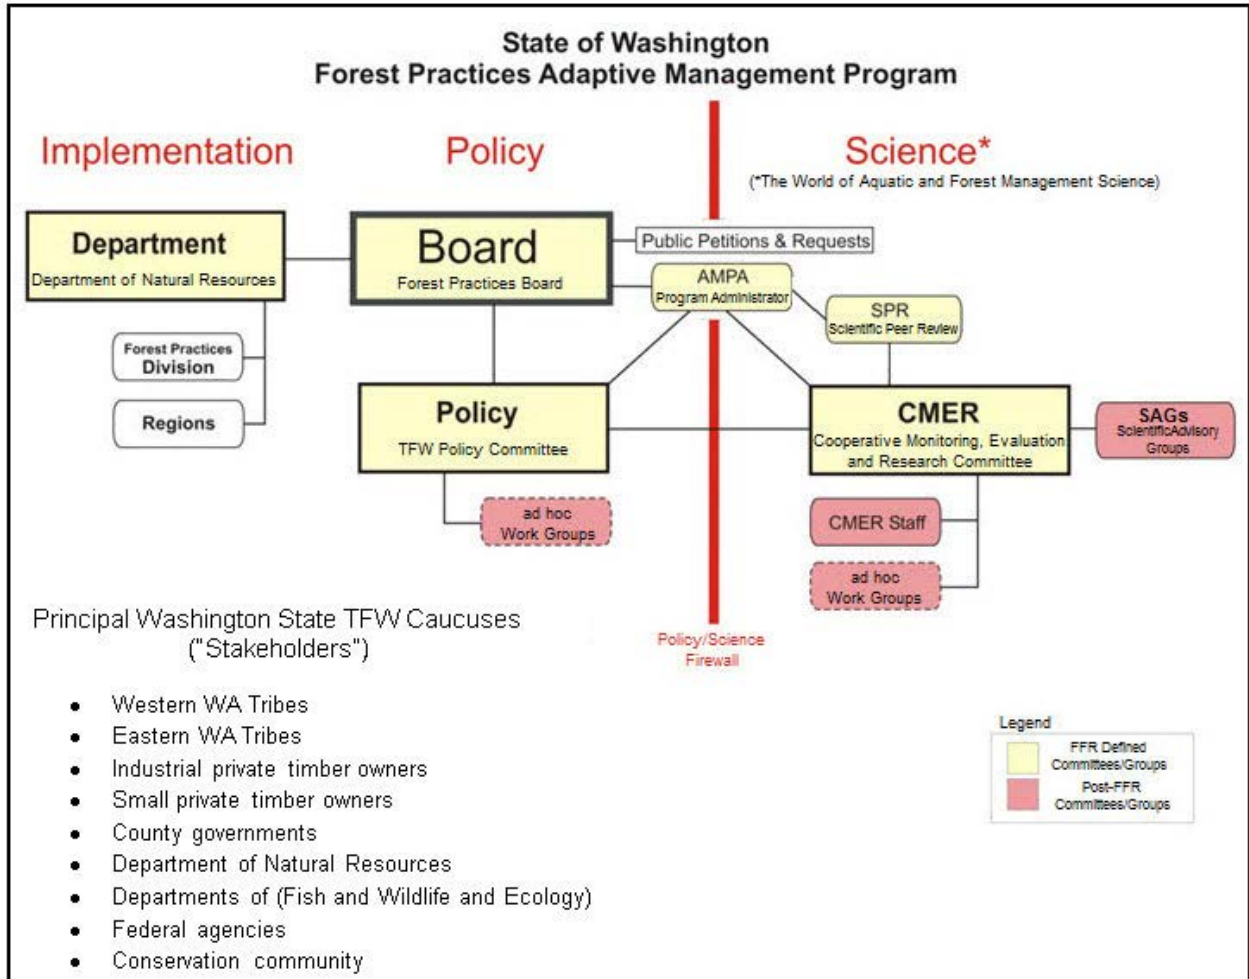 State of Washington
Forest Practices Adaptive Management Program
Implementation
Policy
Science*
(*The World of Aquatic and Forest Management Science)
Department
Department of Natural Resources
Board
Forest Practices Board
Public Petitions & Requests
AMPA
Program Administrator
SPR
Scientific Peer Review
Forest Practices
Division
Regions
Policy
TFW Policy Committee
CMER
Cooperative Monitoring, Evaluation
and Research Committee
SAGs
ScientificAdvisory
Groups
ad hoc
Work Groups
CMER Staff
ad hoc
Work Groups
Policy/Science
Firewall
Principal Washington State TFW Caucuses
("Stakeholders")
• Western WA Tribes
• Eastern WA Tribes
• Industrial private timber owners
• Small private timber owners
• County governments
• Department of Natural Resources
• Departments of (Fish and Wildlife and Ecology)
• Federal agencies
• Conservation community
Legend
FFR Defined
Committees/Groups
Post-FFR
Committees/Groups